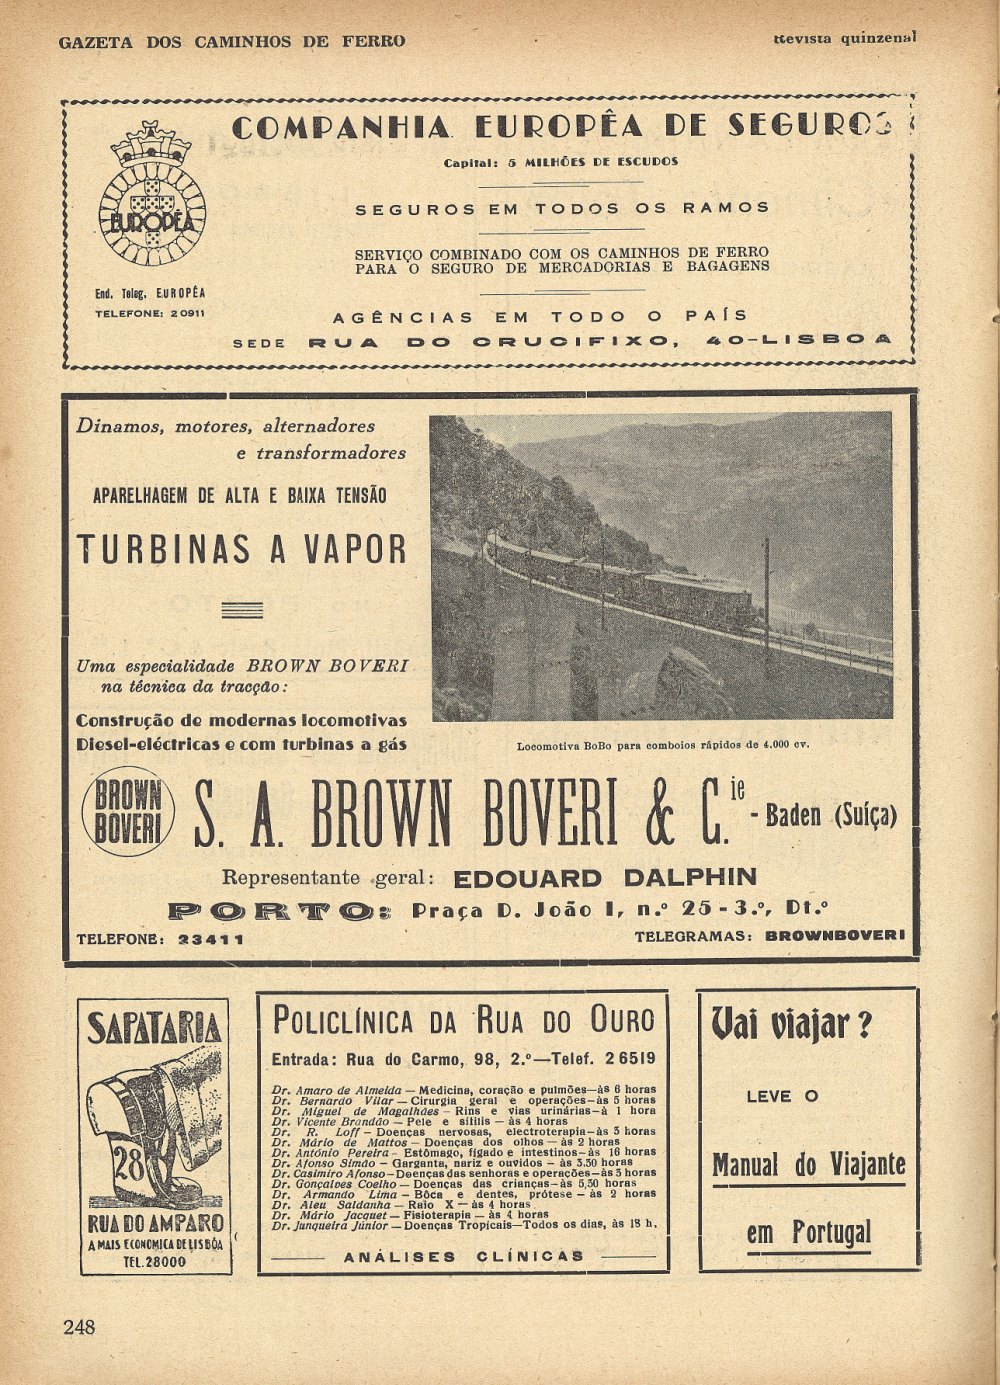 GAZETA DOS CAMINHOS DE FERRO
Revista quinzenal
COMPANHIA EUROPÊA DE SEGUROS
Capital: 5 MILHÕES DE ESCUDOS
EUROPÊA
SEGUROS EM TODOS OS RAMOS
SERVIÇO COMBINADO COM OS CAMINHOS DE FERRO
PARA O SEGURO DE MERCADORIAS E BAGAGENS
End. Teleg. EUROPÊA
TELEFONE: 20911
AGÊNCIAS EM TODO O PAÍS
SEDE RUA DO CRUCIFIXO, 40-LISBOA
Dinamos, motores, alternadores
e transformadores
APARELHAGEM DE ALTA E BAIXA TENSÃO
TURBINAS A VAPOR
Uma especialidade BROWN BOVERI
na técnica da tracção:
Construção de modernas locomotivas
Diesel-eléctricas e com turbinas a gás
Locomotiva BoBo para comboios rápidos de 4.000 cv.
BROWN
BOVERI
S. A. BROWN BOVERI & C.ie - Baden (Suíça)
Representante geral: EDOUARD DALPHIN
PORTO: Praça D. João I, n.º 25-3.º, Dt.º
TELEFONE: 23411
TELEGRAMAS: BROWNBOVERI
SAPATARIA
28
RUA DO AMPARO
A MAIS ECONOMICA DE LISBÔA
TEL. 28000
POLICLÍNICA DA RUA DO OURO
Entrada: Rua do Carmo, 98, 2.º—Telef. 26519
Dr. Amaro de Almeida — Medicina, coração e pulmões—às 6 horas
Dr. Bernardo Vilar — Cirurgia geral e operações—às 5 horas
Dr. Miguel de Magalhães — Rins e vias urinárias—à 1 hora
Dr. Vicente Brandão — Pele e sífilis — às 4 horas
Dr. R. Loff — Doenças nervosas, electroterapia—às 3 horas
Dr. Mário de Mattos — Doenças dos olhos — às 2 horas
Dr. António Pereira — Estômago, fígado e intestinos—às 16 horas
Dr. Afonso Simão — Garganta, nariz e ouvidos — às 3.30 horas
Dr. Casimiro Afonso—Doenças das senhoras e operações—às 3 horas
Dr. Gonçalves Coelho — Doenças das crianças—às 5,30 horas
Dr. Armando Lima — Bôca e dentes, prótese — às 2 horas
Dr. Aleu Saldanha — Raio X — às 4 horas
Dr. Mário Jacquet — Fisioterapia — às 4 horas
Dr. Junqueira Júnior—Doenças Tropicais—Todos os dias, às 18 h,
ANÁLISES CLÍNICAS
Vai viajar?
LEVE O
Manual do Viajante
em Portugal
248